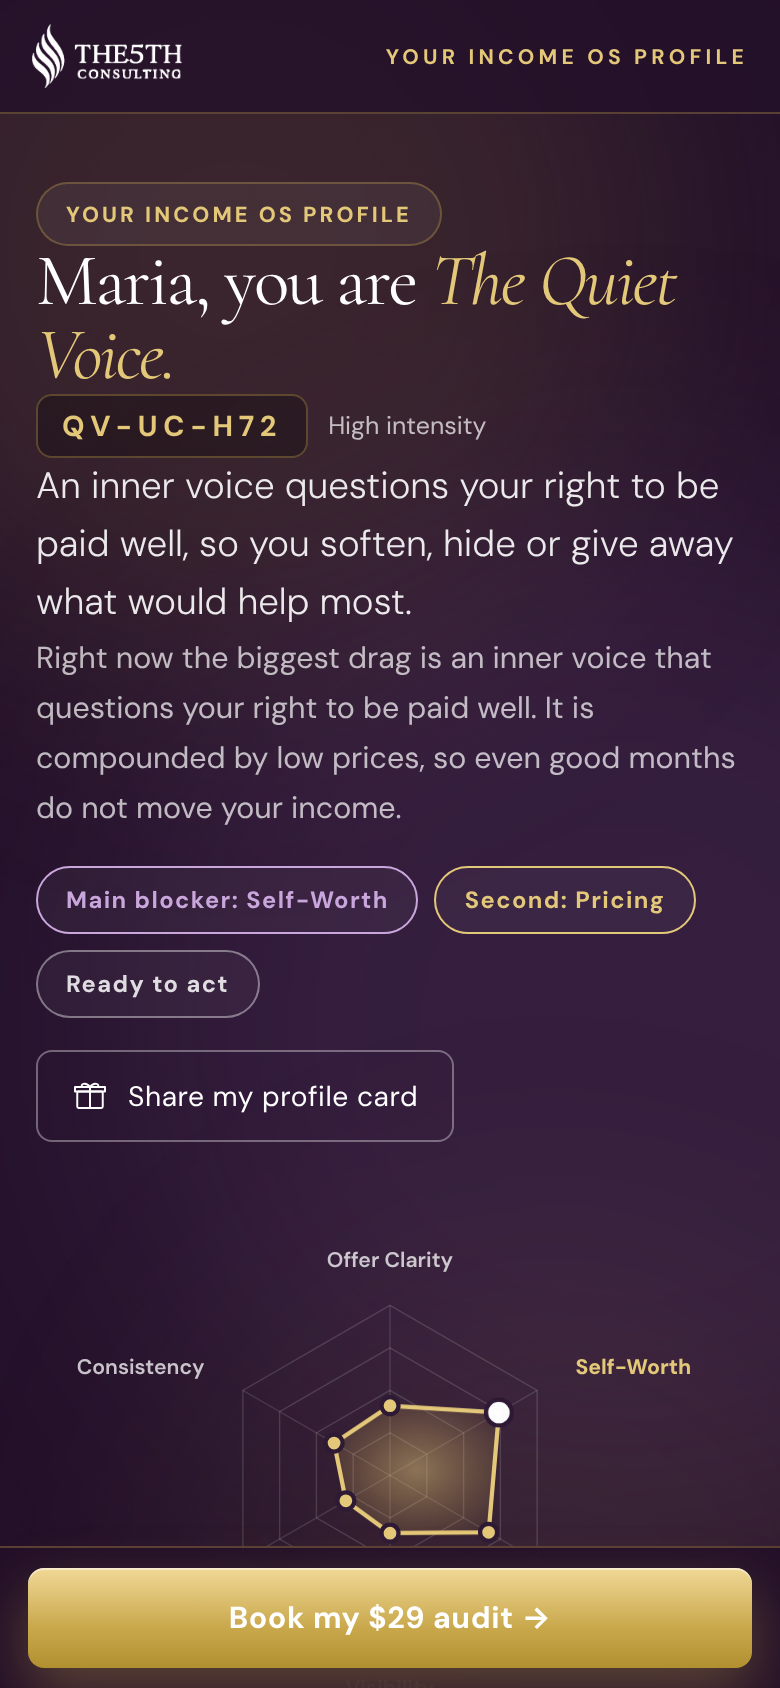 THE5TH
CONSULTING
YOUR INCOME OS PROFILE
YOUR INCOME OS PROFILE
Maria, you are The Quiet
Voice.
QV-UC-H72
High intensity
An inner voice questions your right to be
paid well, so you soften, hide or give away
what would help most.
Right now the biggest drag is an inner voice that
questions your right to be paid well. It is
compounded by low prices, so even good months
do not move your income.
Main blocker: Self-Worth
Second: Pricing
Ready to act
Share my profile card
Offer Clarity
Consistency
Self-Worth
Book my $29 audit →